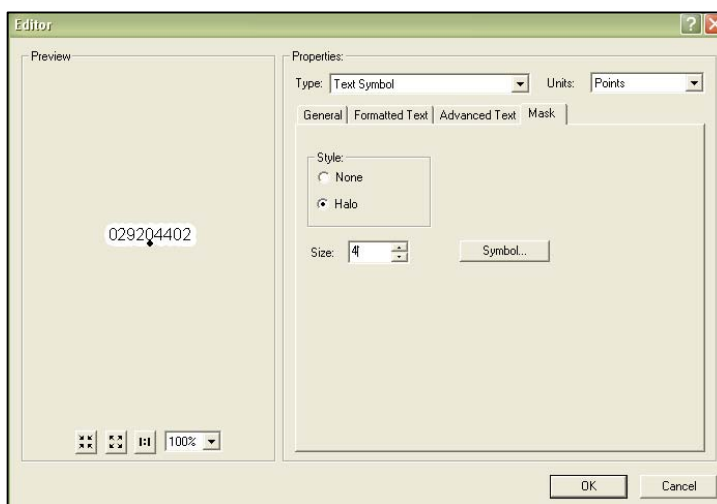 Editor
Preview
029204402
100%
Properties:
Type: Text Symbol Units: Points
General Formatted Text Advanced Text Mask
Style:
None
Halo
Size: 4 Symbol...
OK Cancel